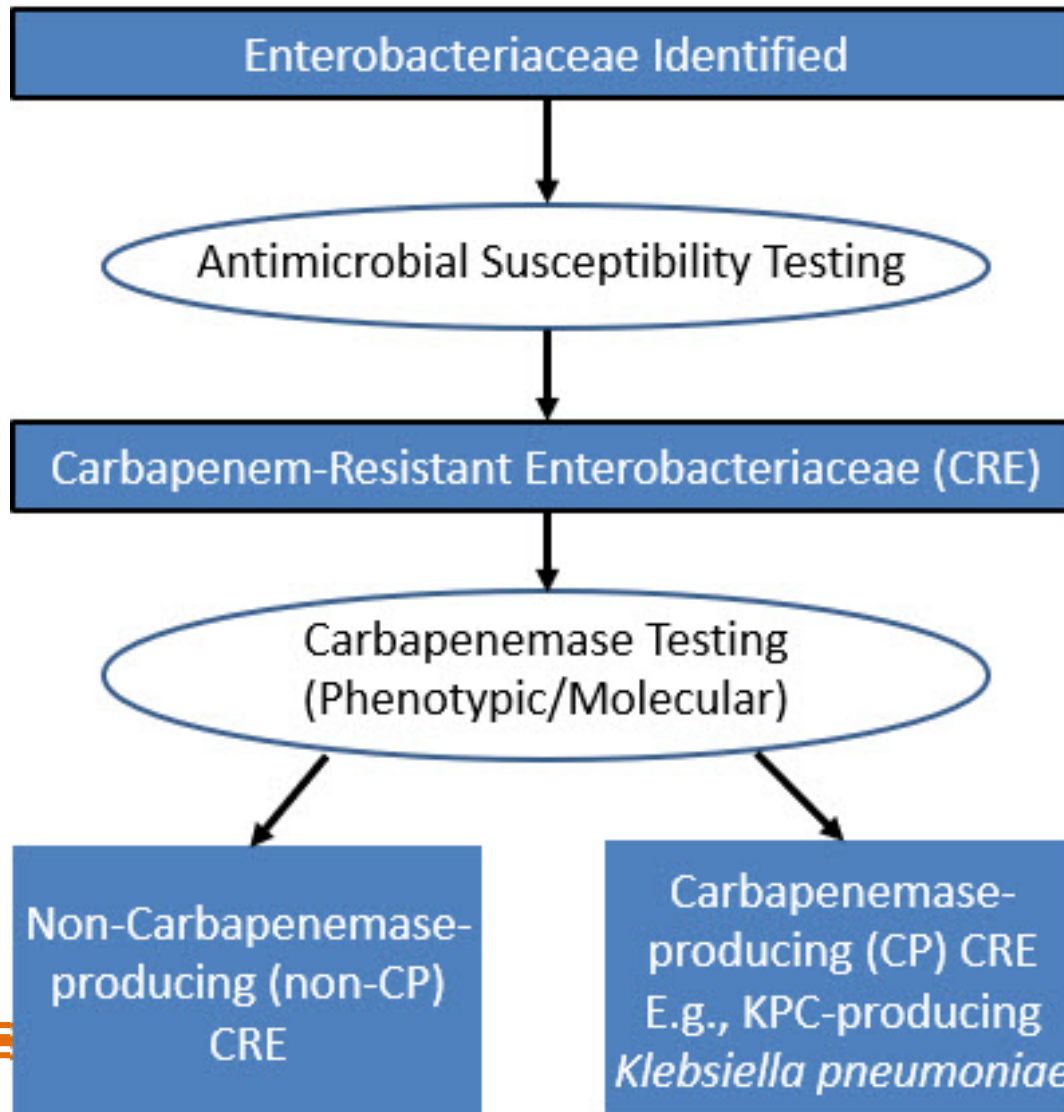 Enterobacteriaceae Identified
Antimicrobial Susceptibility Testing
Carbapenem-Resistant Enterobacteriaceae (CRE)
Carbapenemase Testing
(Phenotypic/Molecular)
Non-Carbapenemase-
producing (non-CP)
CRE
Carbapenemase-
producing (CP) CRE
E.g., KPC-producing
Klebsiella pneumoniae